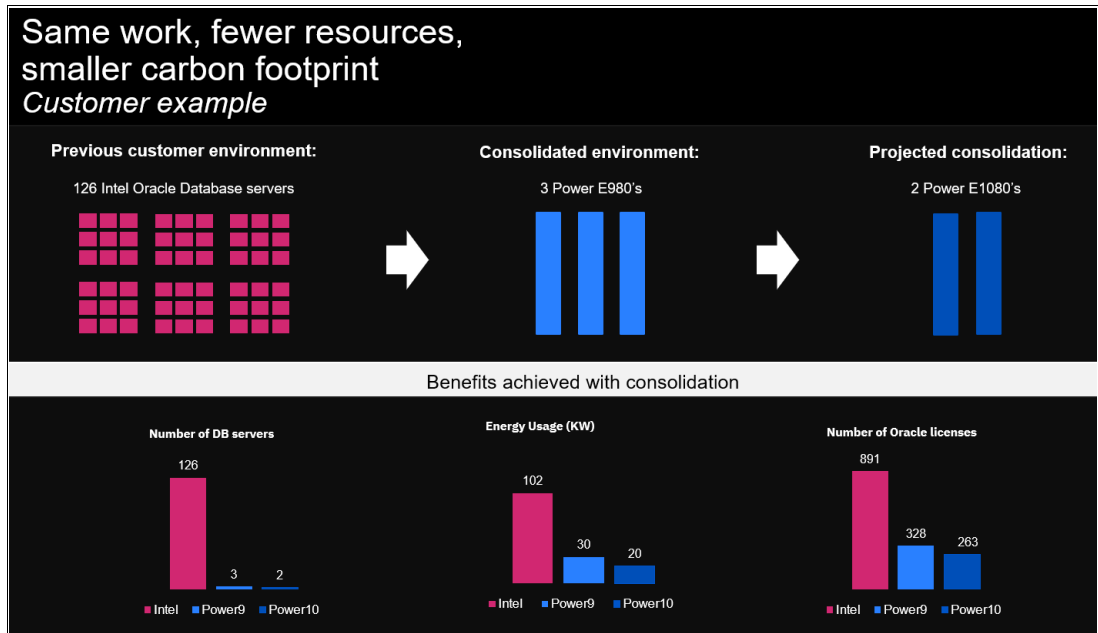 Same work, fewer resources,
smaller carbon footprint
Customer example
Previous customer environment:
126 Intel Oracle Database servers
Consolidated environment:
3 Power E980's
Projected consolidation:
2 Power E1080's
Benefits achieved with consolidation
Number of DB servers
126
3
2
Intel Power9 Power10
Energy Usage (KW)
102
30
20
Intel Power9 Power10
Number of Oracle licenses
891
328
263
Intel Power9 Power10